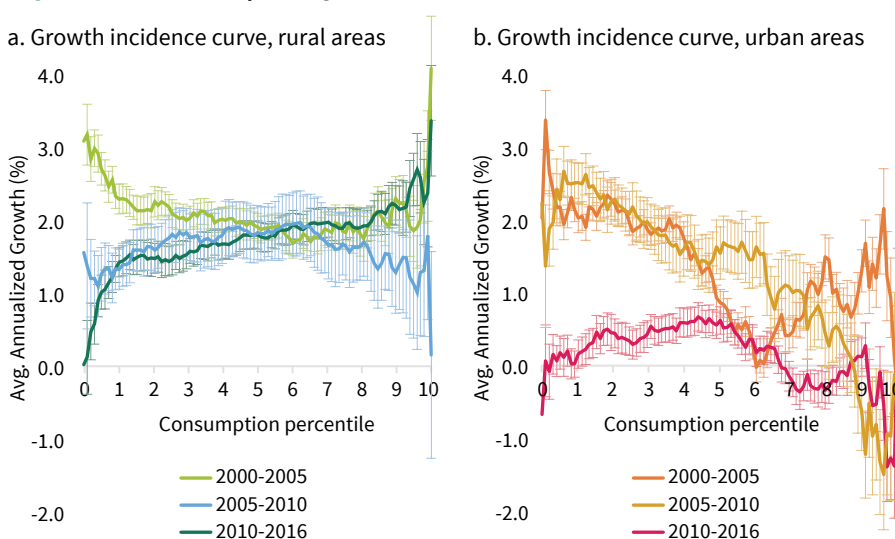 a. Growth incidence curve, rural areas
Avg. Annualized Growth (%)
4.0
3.0
2.0
1.0
0.0
-1.0
-2.0
0 1 2 3 4 5 6 7 8 9 10
Consumption percentile
2000-2005
2005-2010
2010-2016
b. Growth incidence curve, urban areas
Avg. Annualized Growth (%)
4.0
3.0
2.0
1.0
0.0
-1.0
-2.0
0 1 2 3 4 5 6 7 8 9 10
Consumption percentile
2000-2005
2005-2010
2010-2016